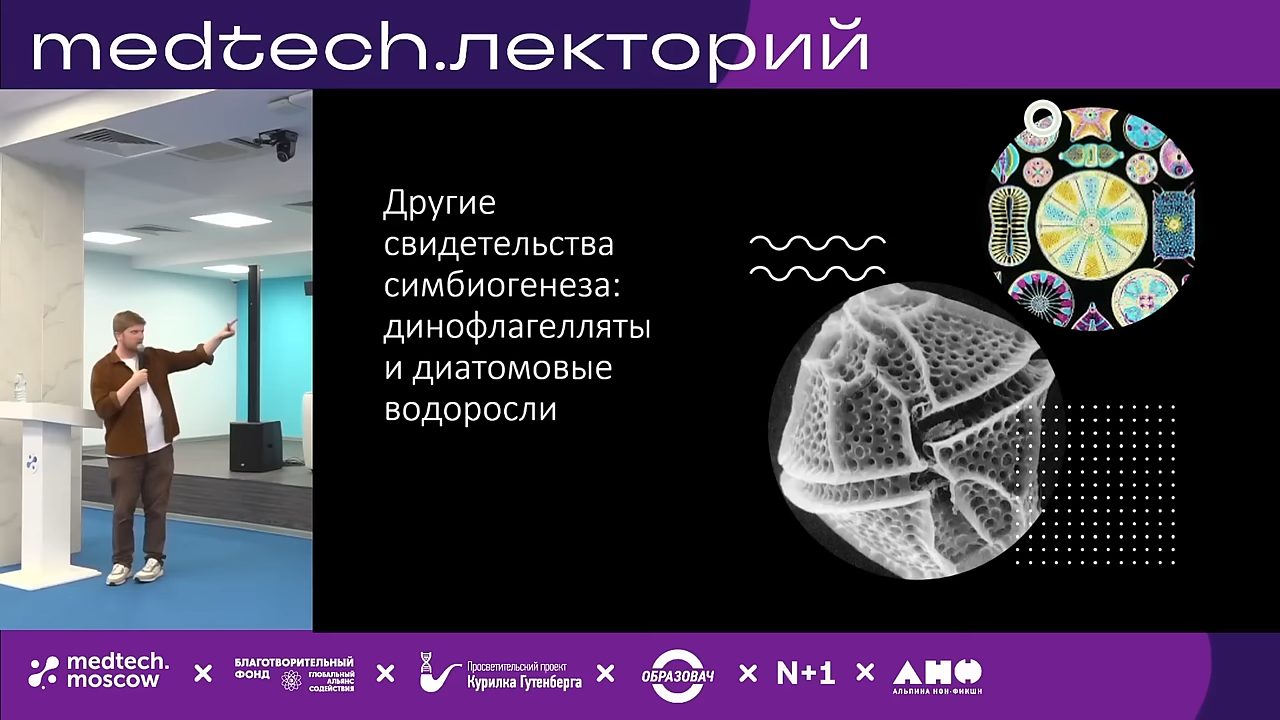 medtech.лекторий
Другие
свидетельства
симбиогенеза:
динофлагелляты
и диатомовые
водоросли
medtech.
moscow
×
БЛАГОТВОРИТЕЛЬНЫЙ
ФОНД
ГЛОБАЛЬНЫЙ
АЛЬЯНС
СОДЕЙСТВИЯ
×
Просветительский проект
Курилка Гутенберга
×
ОБРАЗОВАЧ
×
N+1
×
АНФ
АЛЬПИНА НОН-ФИКШН